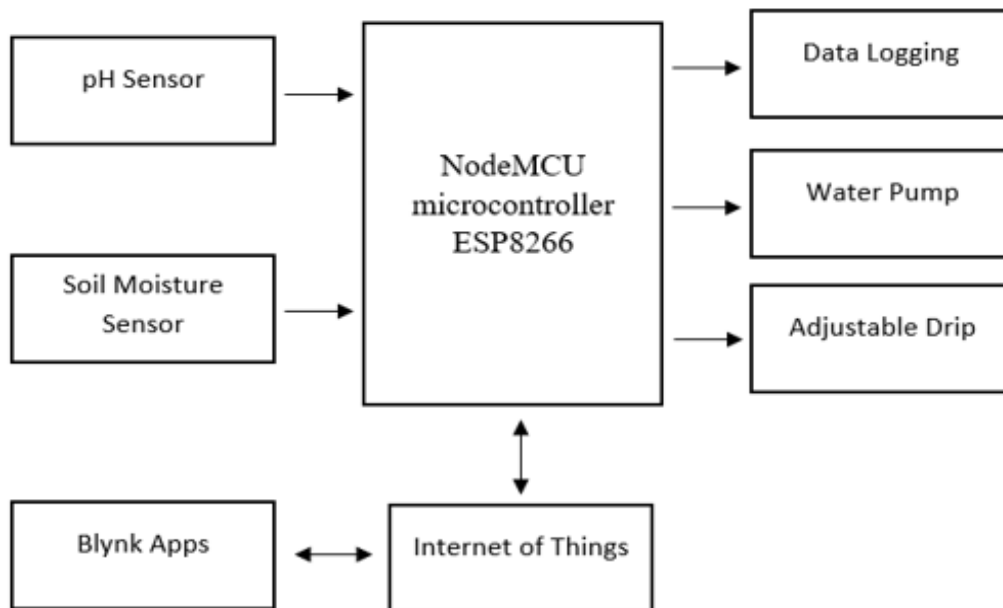 pH Sensor
Soil Moisture
Sensor
NodeMCU
microcontroller
ESP8266
Data Logging
Water Pump
Adjustable Drip
Blynk Apps
Internet of Things